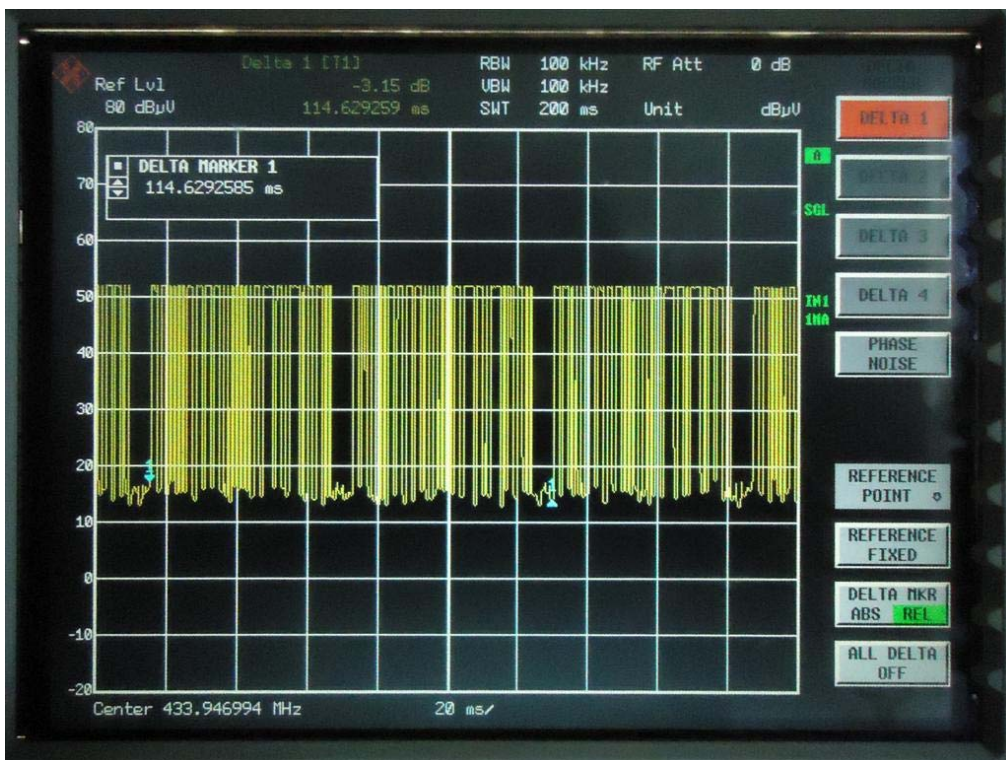 Delta 1 [T1] RBW 100 kHz RF Att 0 dB
Ref Lvl -3.15 dB VBW 100 kHz
80 dBµV 114.629259 ms SWT 200 ms Unit dBµV
DELTA 1
80
A
■ DELTA MARKER 1
114.6292585 ms
70
SGL
DELTA 3
60
DELTA 4
50
IN1
1MA
PHASE
NOISE
40
30
1
20
REFERENCE
POINT
1
10
REFERENCE
FIXED
0
DELTA MKR
ABS REL
-10
ALL DELTA
OFF
-20
Center 433.946994 MHz 20 ms/